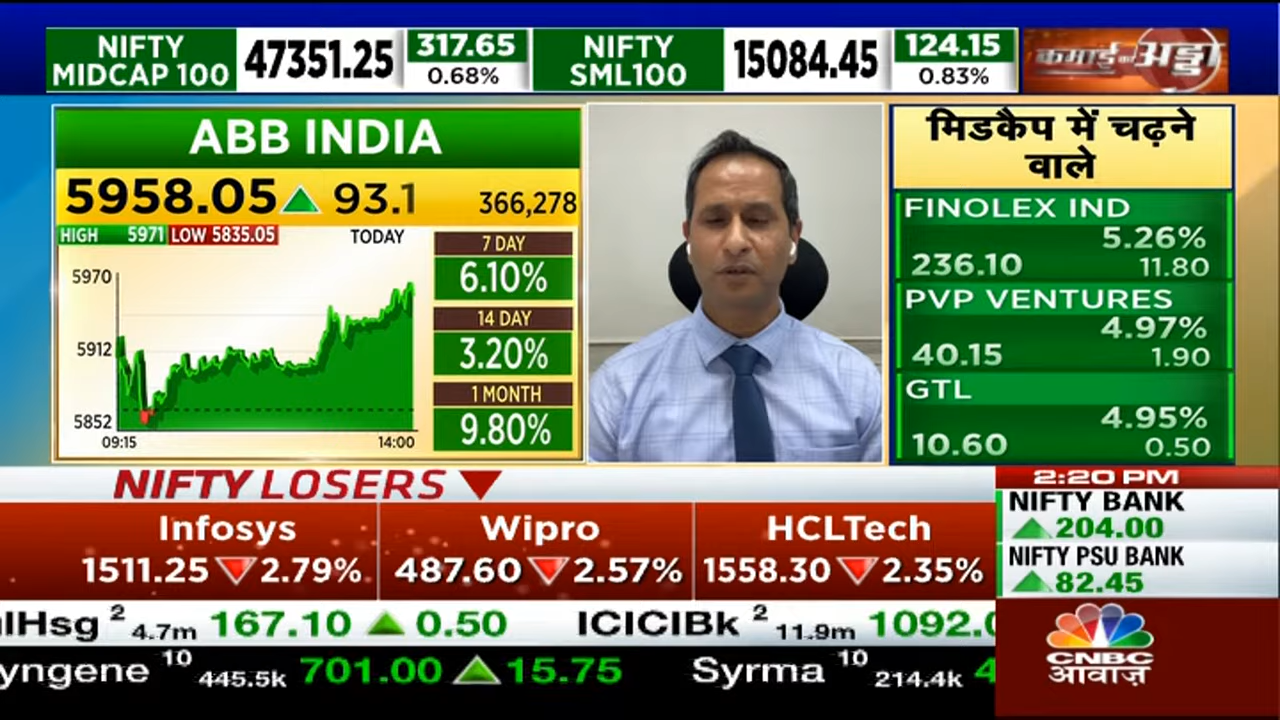 NIFTY
MIDCAP 100
47351.25
317.65
0.68%
NIFTY
SML100
15084.45
124.15
0.83%
कमाई का अड्डा
ABB INDIA
5958.05 93.1 366,278
HIGH 5971 LOW 5835.05
TODAY
5970
5912
5852
09:15 14:00
7 DAY
6.10%
14 DAY
3.20%
1 MONTH
9.80%
मिडकैप में चढ़ने
वाले
FINOLEX IND
5.26%
236.10 11.80
PVP VENTURES
4.97%
40.15 1.90
GTL
4.95%
10.60 0.50
NIFTY LOSERS
Infosys
1511.25 2.79%
Wipro
487.60 2.57%
HCLTech
1558.30 2.35%
2:20 PM
NIFTY BANK
204.00
NIFTY PSU BANK
82.45
lHsg 2 4.7m 167.10 0.50 ICICIBk 2 11.9m 1092.0
yngene 10 445.5k 701.00 15.75 Syrma 10 214.4k 4
CNBC
आवाज़